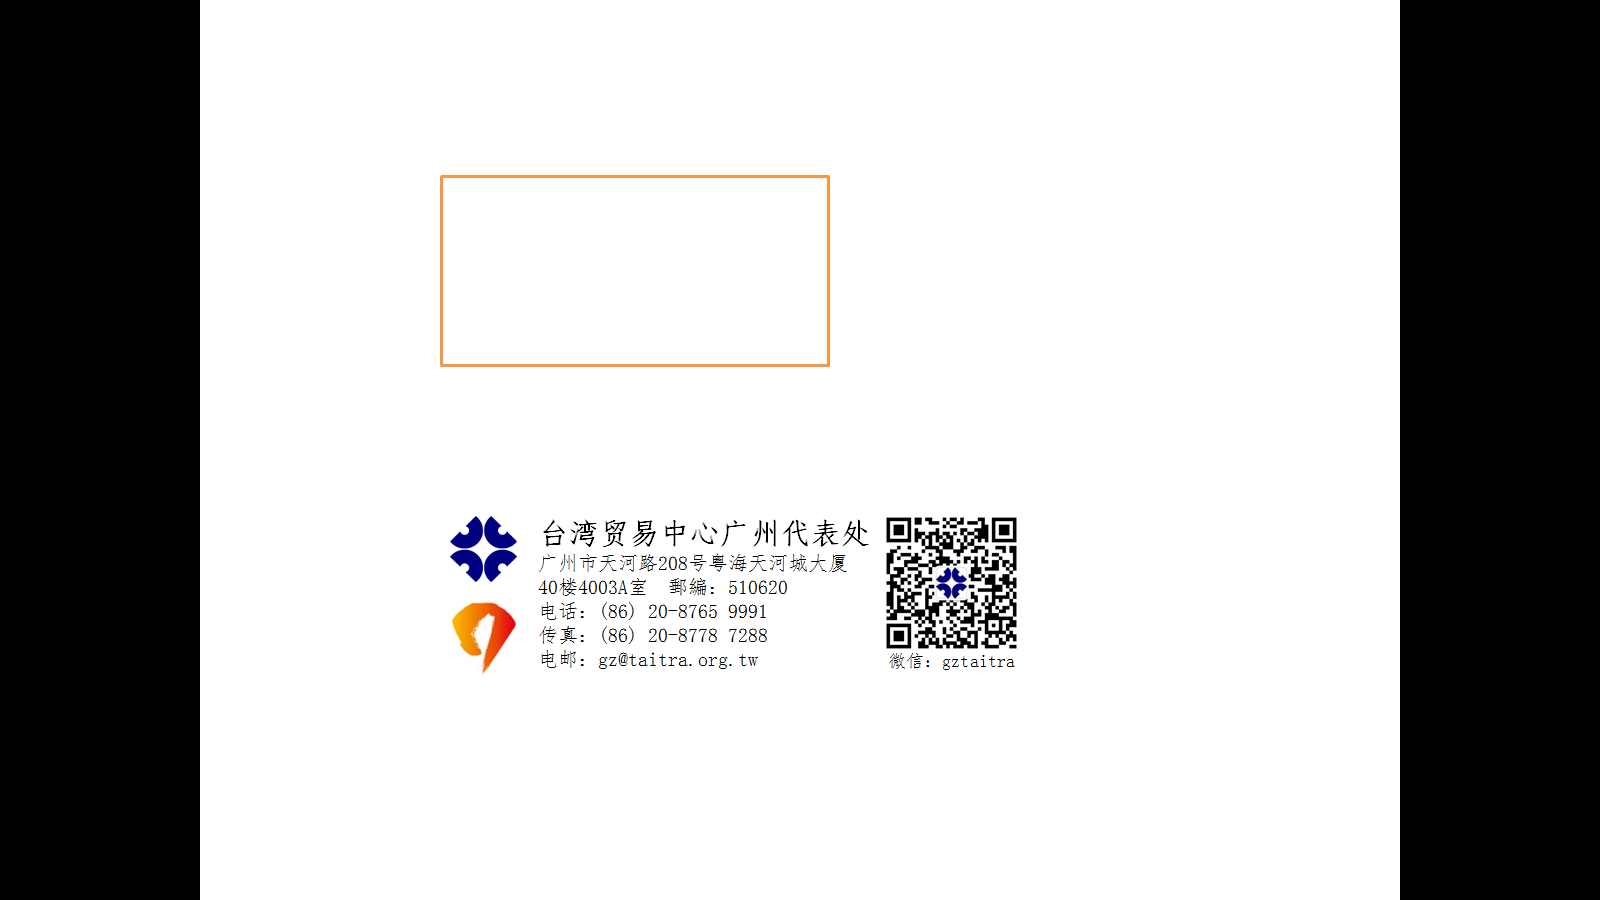 台湾贸易中心广州代表处
广州市天河路208号粤海天河城大厦
40楼4003A室　郵編：510620
电话：(86) 20-8765 9991
传真：(86) 20-8778 7288
电邮：gz@taitra.org.tw
微信：gztaitra